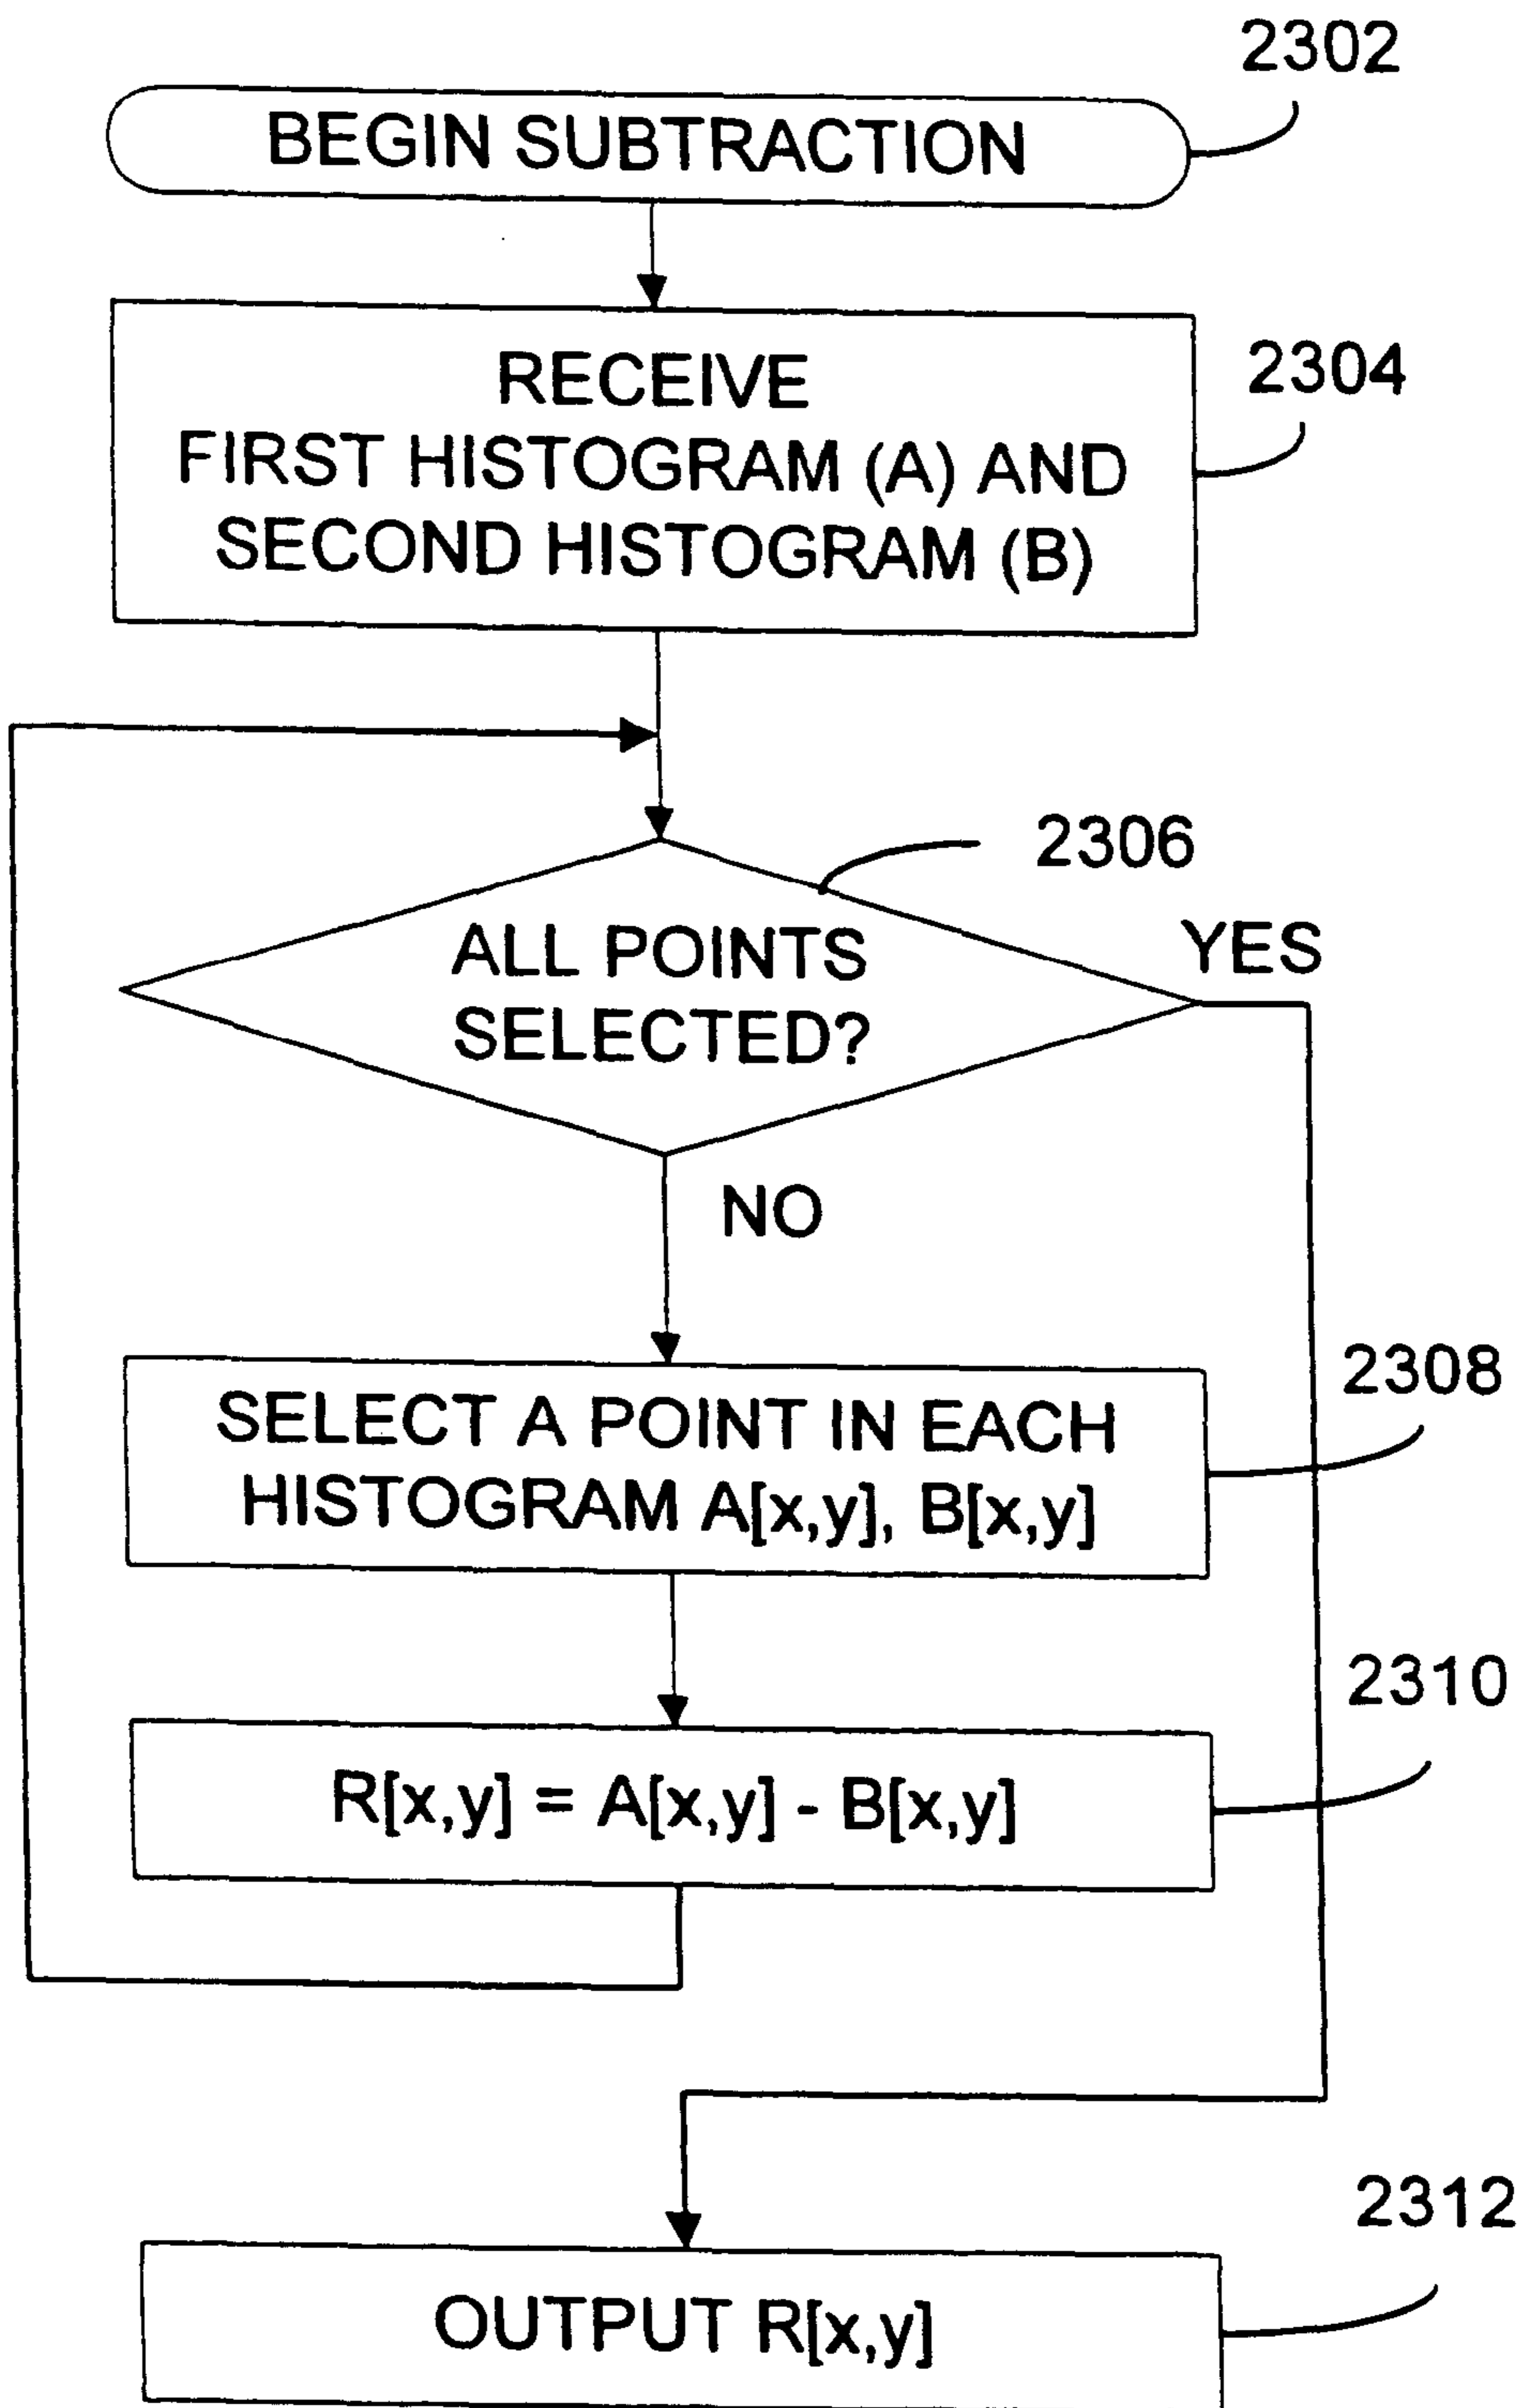 2302
BEGIN SUBTRACTION
RECEIVE
2304
FIRST HISTOGRAM (A) AND
SECOND HISTOGRAM (B)
2306
ALL POINTS
YES
SELECTED?
NO
2308
SELECT A POINT IN EACH
HISTOGRAM A[x,y], B[x,y]
2310
R[x,y] = A[x,y] - B[x,y]
2312
OUTPUT R[x,y]